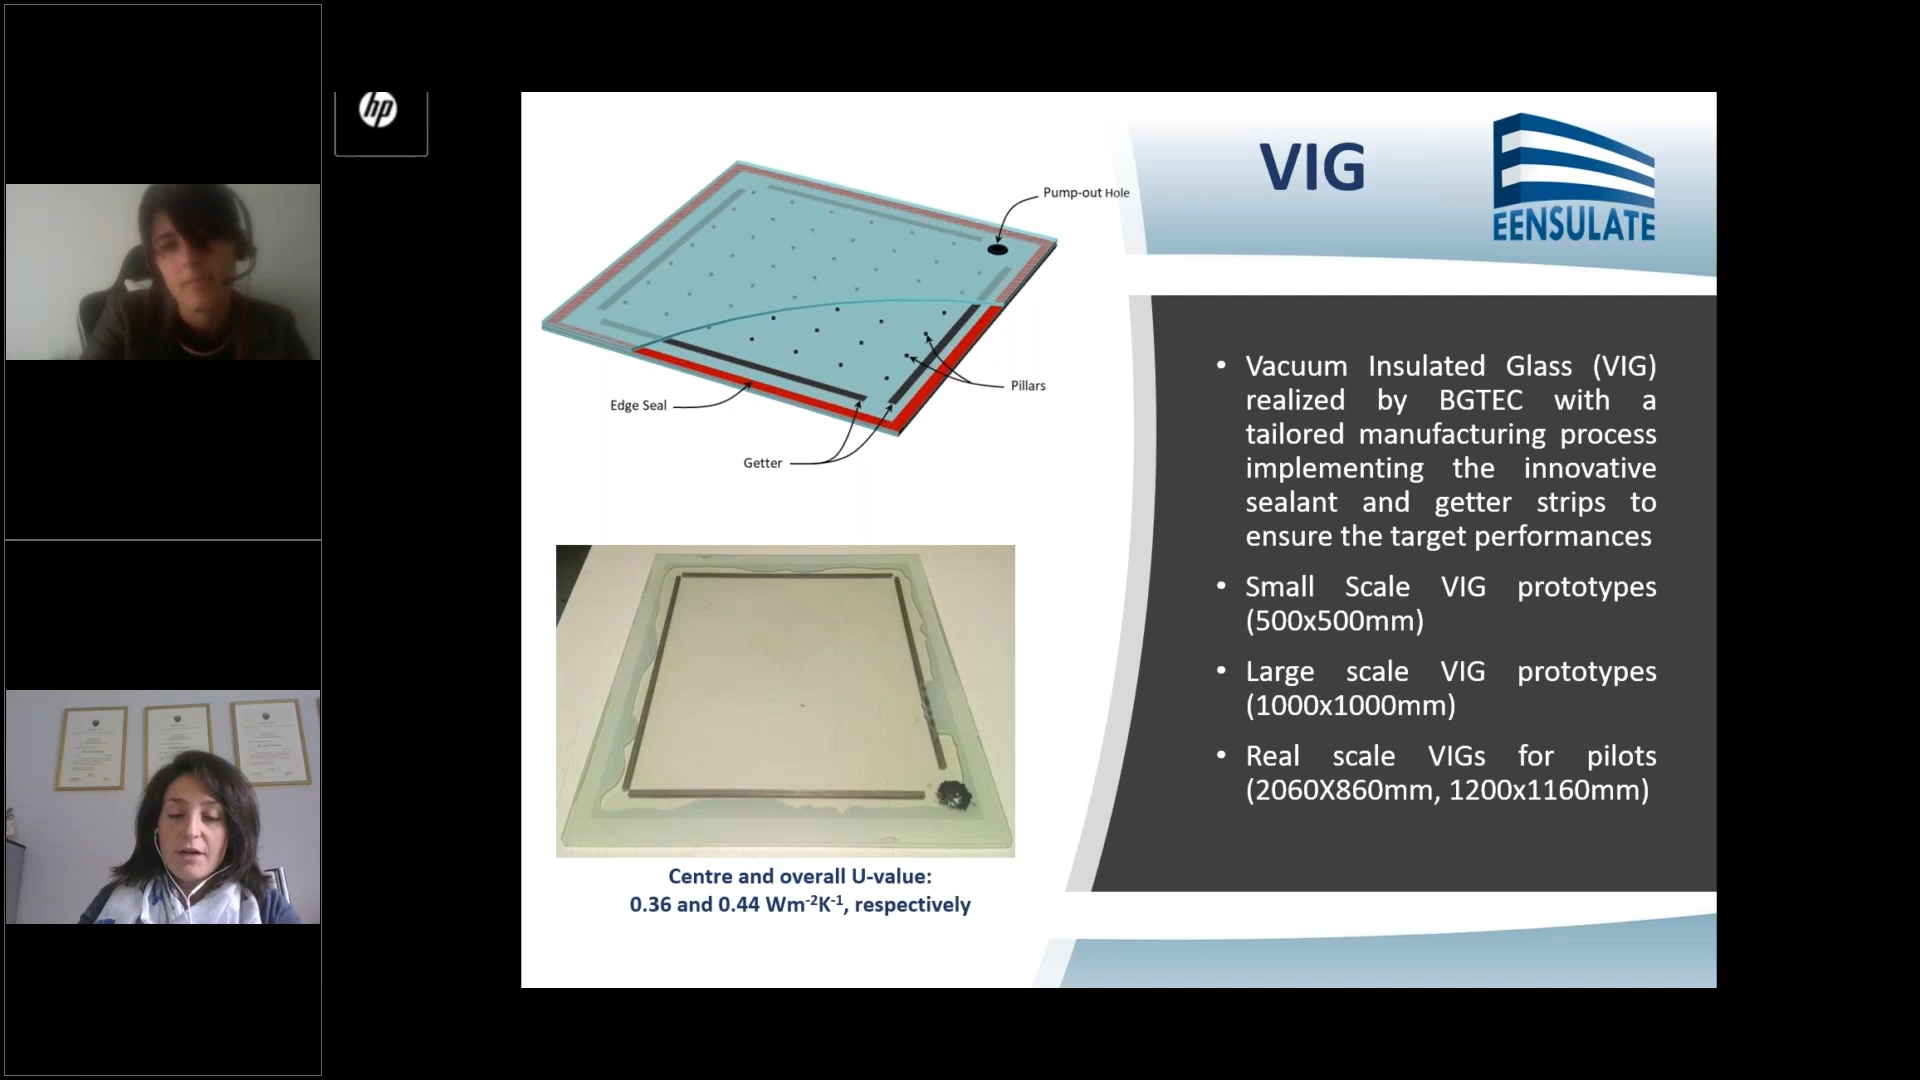 hp
VIG
EENSULATE
Pump-out Hole
Pillars
Edge Seal
Getter
Centre and overall U-value:
0.36 and 0.44 Wm⁻²K⁻¹, respectively
• Vacuum Insulated Glass (VIG)
realized by BGTEC with a
tailored manufacturing process
implementing the innovative
sealant and getter strips to
ensure the target performances
• Small Scale VIG prototypes
(500x500mm)
• Large scale VIG prototypes
(1000x1000mm)
• Real scale VIGs for pilots
(2060X860mm, 1200x1160mm)